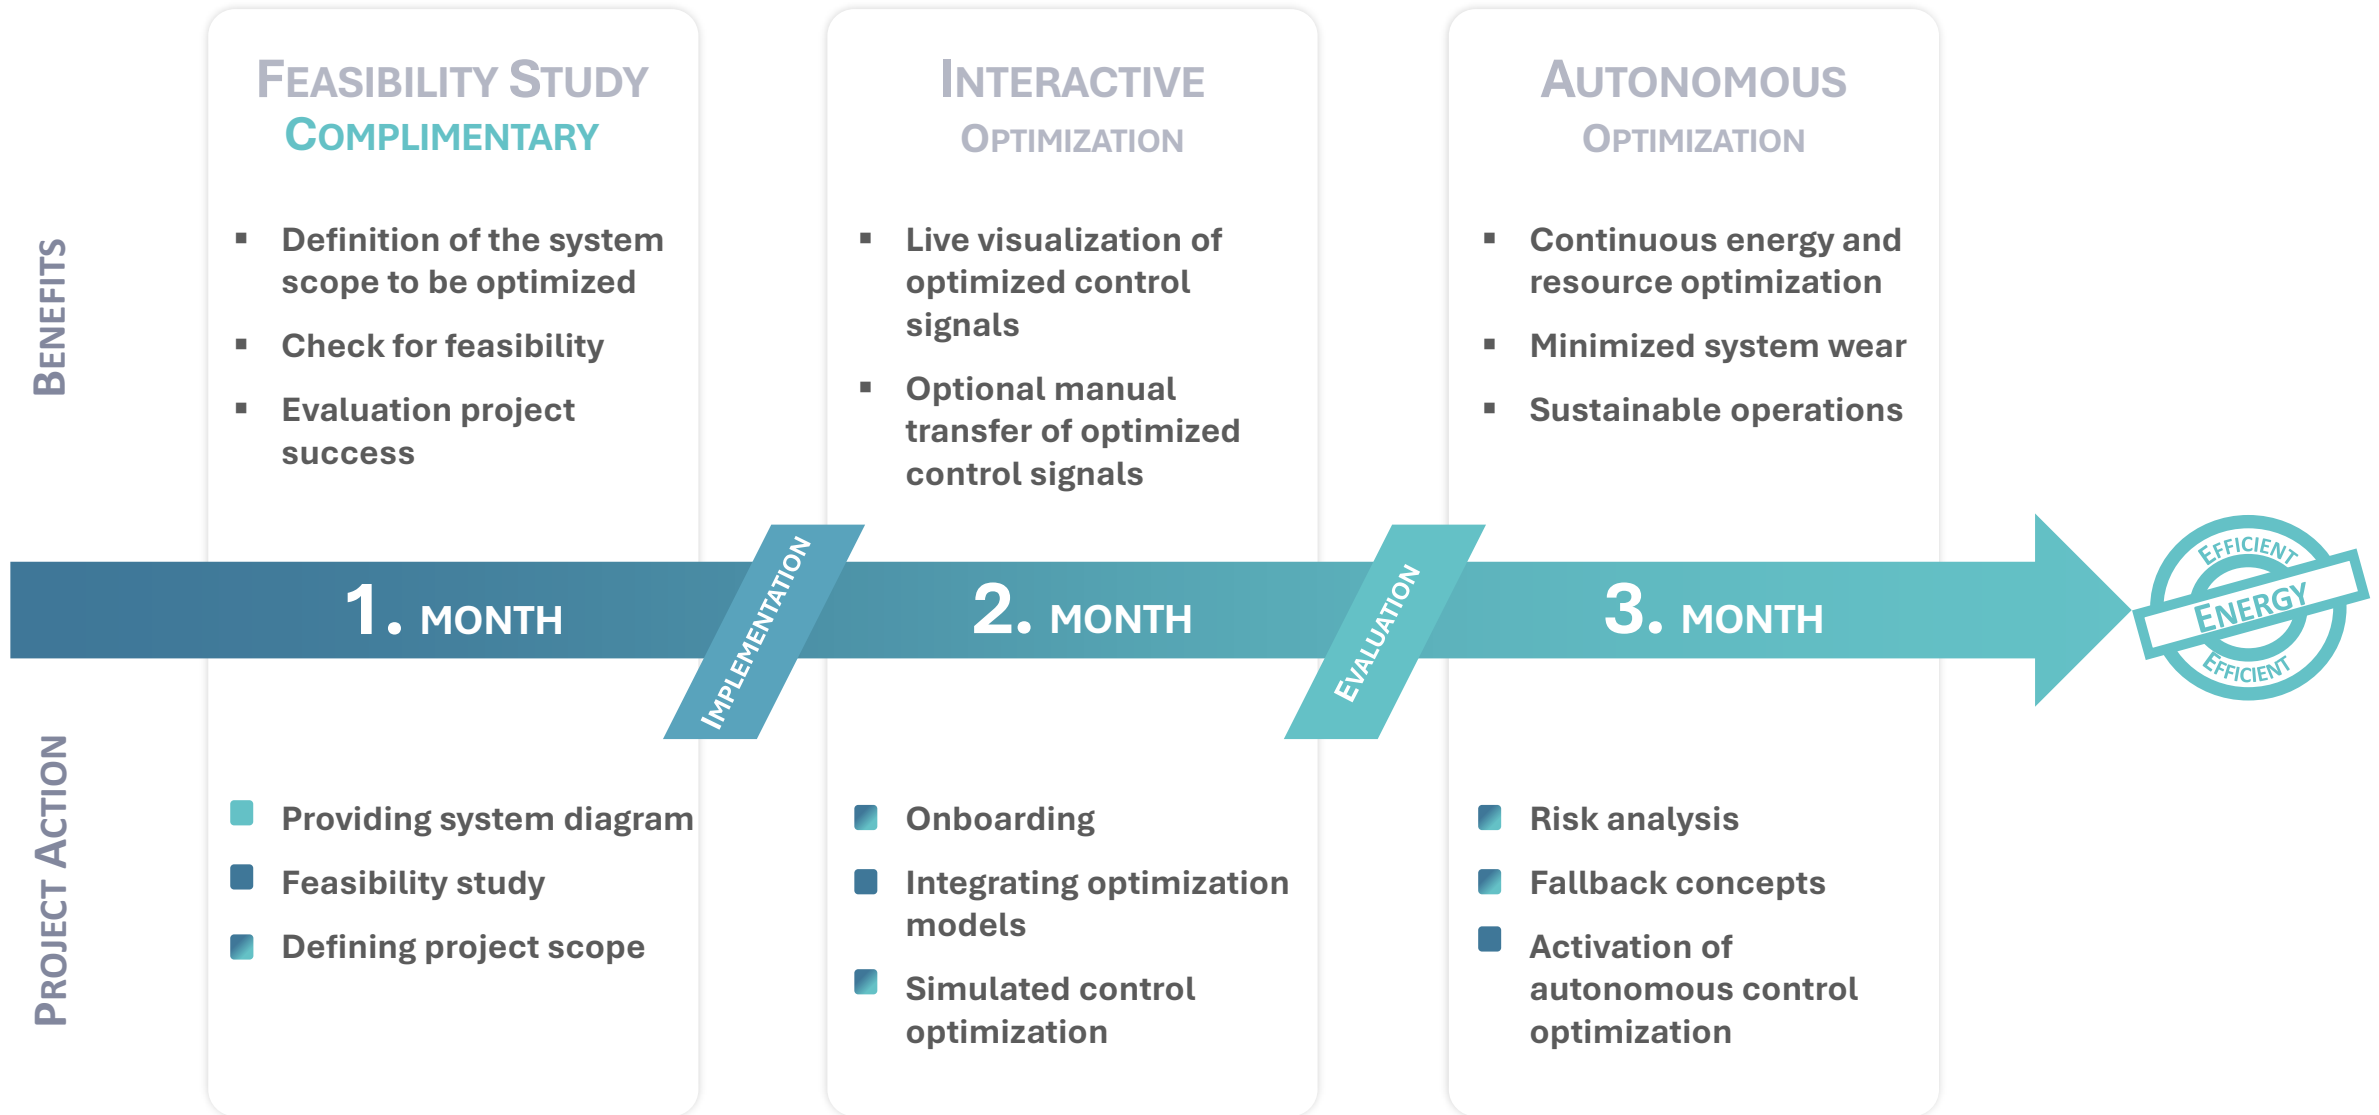 FEASIBILITY STUDY
COMPLIMENTARY
INTERACTIVE
OPTIMIZATION
AUTONOMOUS
OPTIMIZATION
BENEFITS
Definition of the system
scope to be optimized
Check for feasibility
Evaluation project
success
Live visualization of
optimized control
signals
Optional manual
transfer of optimized
control signals
Continuous energy and
resource optimization
Minimized system wear
Sustainable operations
1. MONTH
IMPLEMENTATION
2. MONTH
EVALUATION
3. MONTH
EFFICIENT
ENERGY
EFFICIENT
PROJECT ACTION
Providing system diagram
Feasibility study
Defining project scope
Onboarding
Integrating optimization
models
Simulated control
optimization
Risk analysis
Fallback concepts
Activation of
autonomous control
optimization